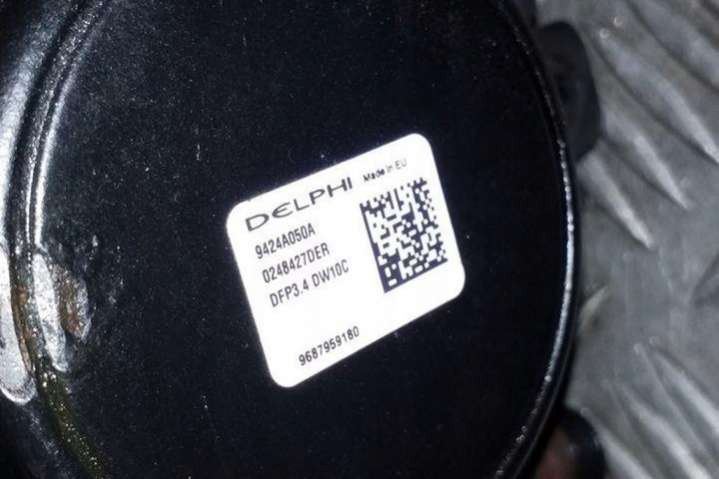 DELPHI Made in EU
9424A050A
0248427DER
DFP3.4 DW10C
9687959180